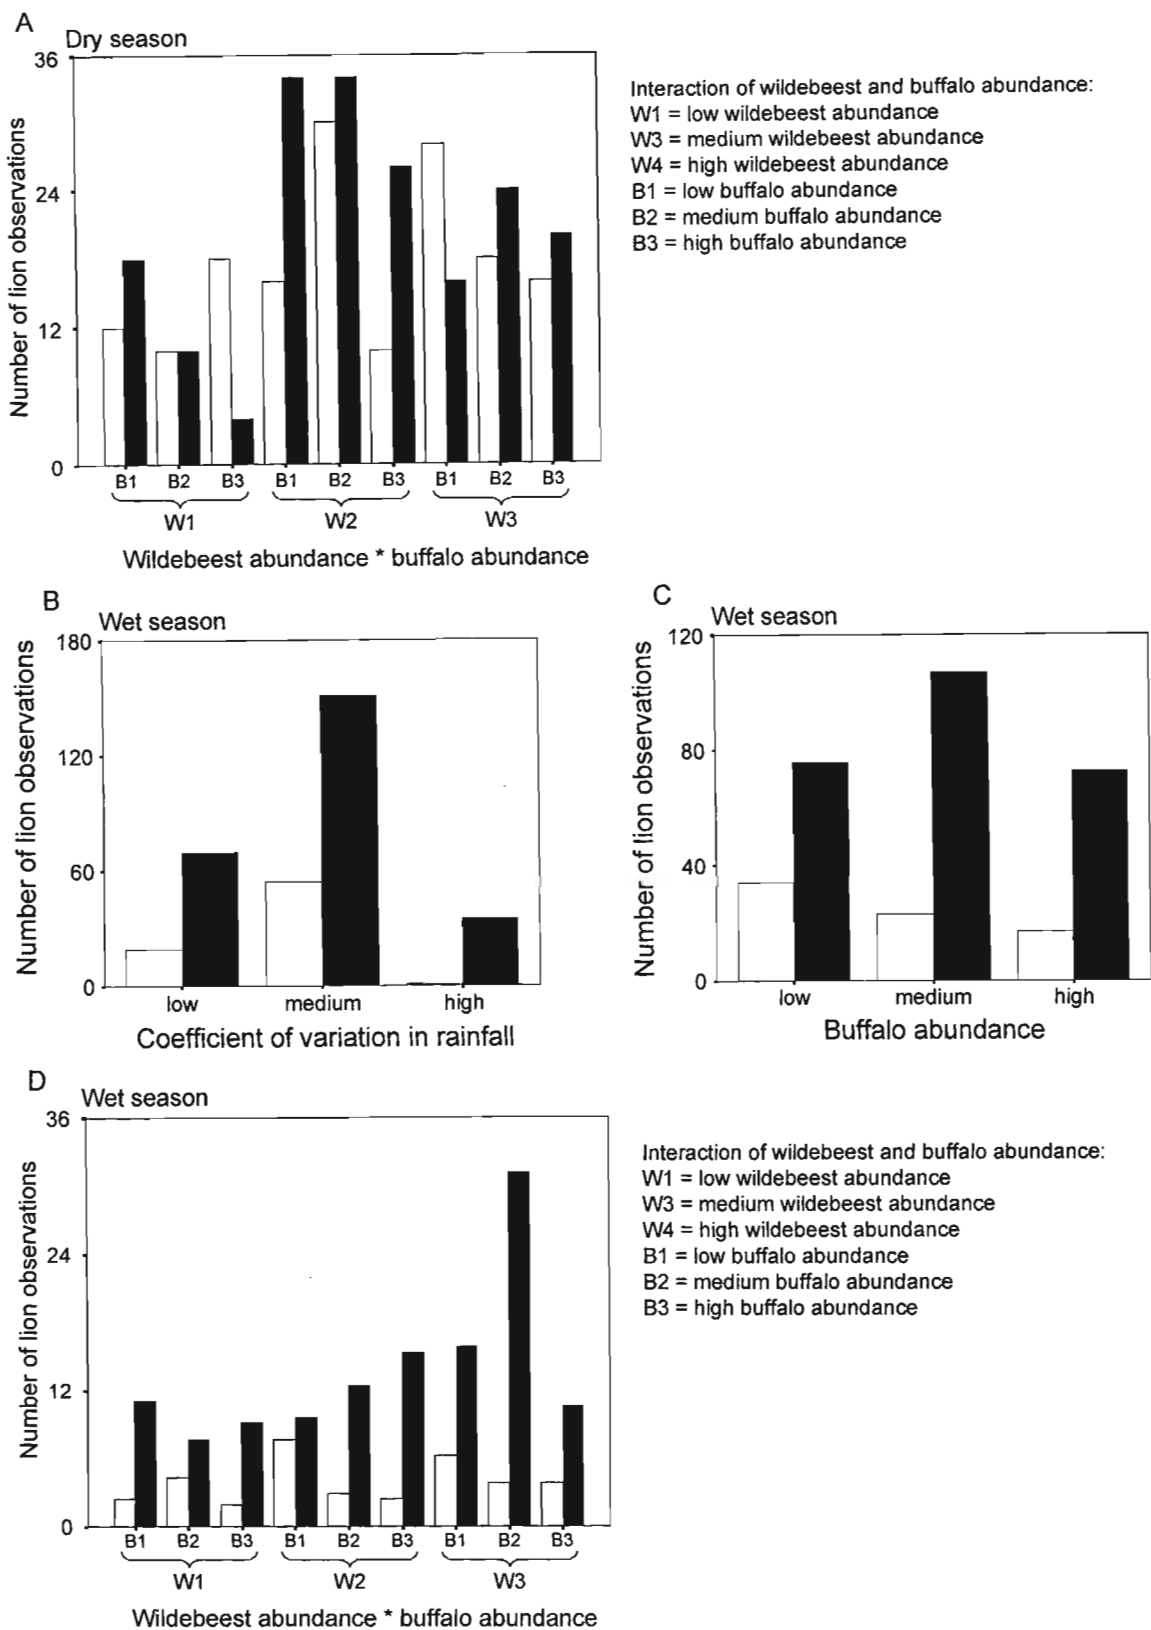 A
Dry season
36
24
12
0
Number of lion observations
B1 B2 B3 B1 B2 B3 B1 B2 B3
W1 W2 W3
Wildebeest abundance * buffalo abundance
Interaction of wildebeest and buffalo abundance:
W1 = low wildebeest abundance
W3 = medium wildebeest abundance
W4 = high wildebeest abundance
B1 = low buffalo abundance
B2 = medium buffalo abundance
B3 = high buffalo abundance
B
Wet season
180
120
60
0
Number of lion observations
low medium high
Coefficient of variation in rainfall
C
Wet season
120
80
40
0
Number of lion observations
low medium high
Buffalo abundance
D
Wet season
36
24
12
0
Number of lion observations
B1 B2 B3 B1 B2 B3 B1 B2 B3
W1 W2 W3
Wildebeest abundance * buffalo abundance
Interaction of wildebeest and buffalo abundance:
W1 = low wildebeest abundance
W3 = medium wildebeest abundance
W4 = high wildebeest abundance
B1 = low buffalo abundance
B2 = medium buffalo abundance
B3 = high buffalo abundance